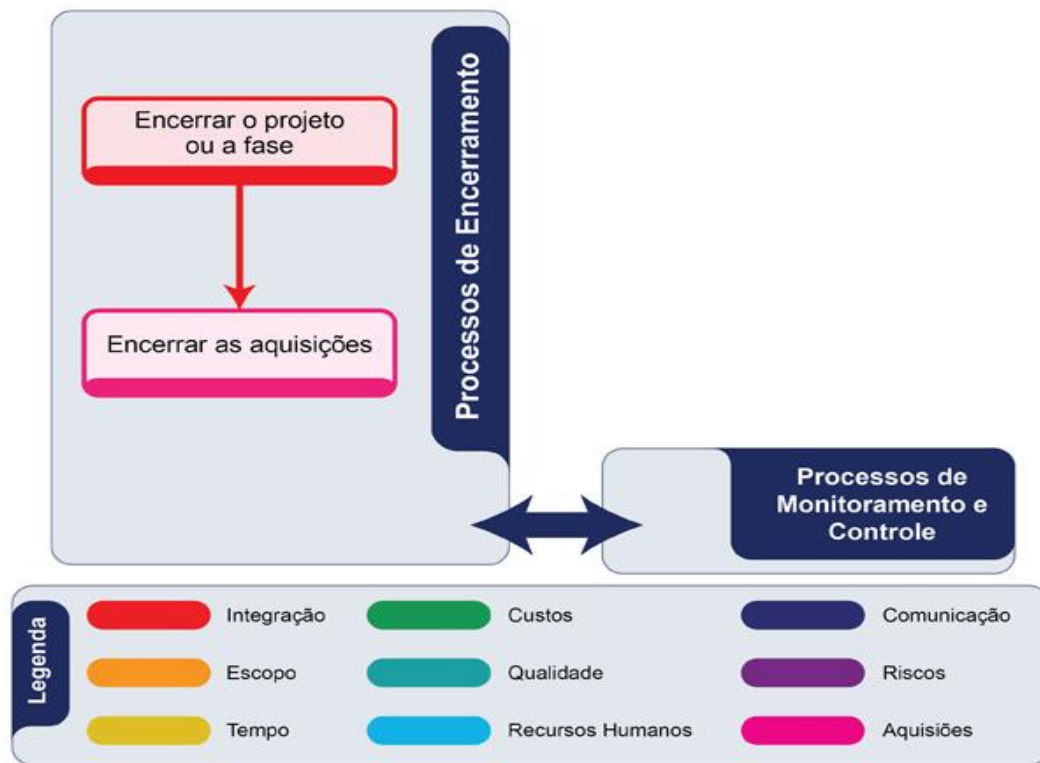 Encerrar o projeto
ou a fase
Encerrar as aquisições
Processos de Encerramento
Processos de
Monitoramento e
Controle
Legenda
Integração
Custos
Comunicação
Escopo
Qualidade
Riscos
Tempo
Recursos Humanos
Aquisiões